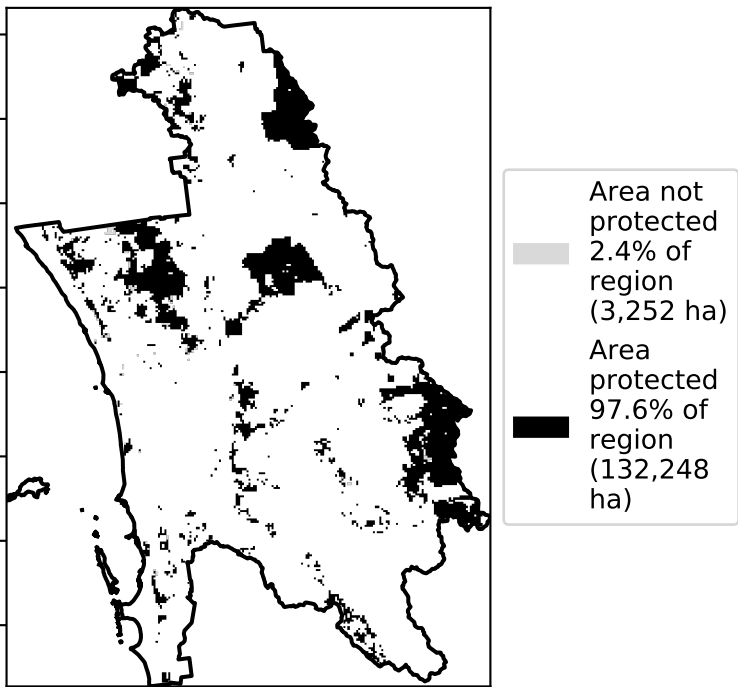 Area not
protected
2.4% of
region
(3,252 ha)
Area
protected
97.6% of
region
(132,248
ha)